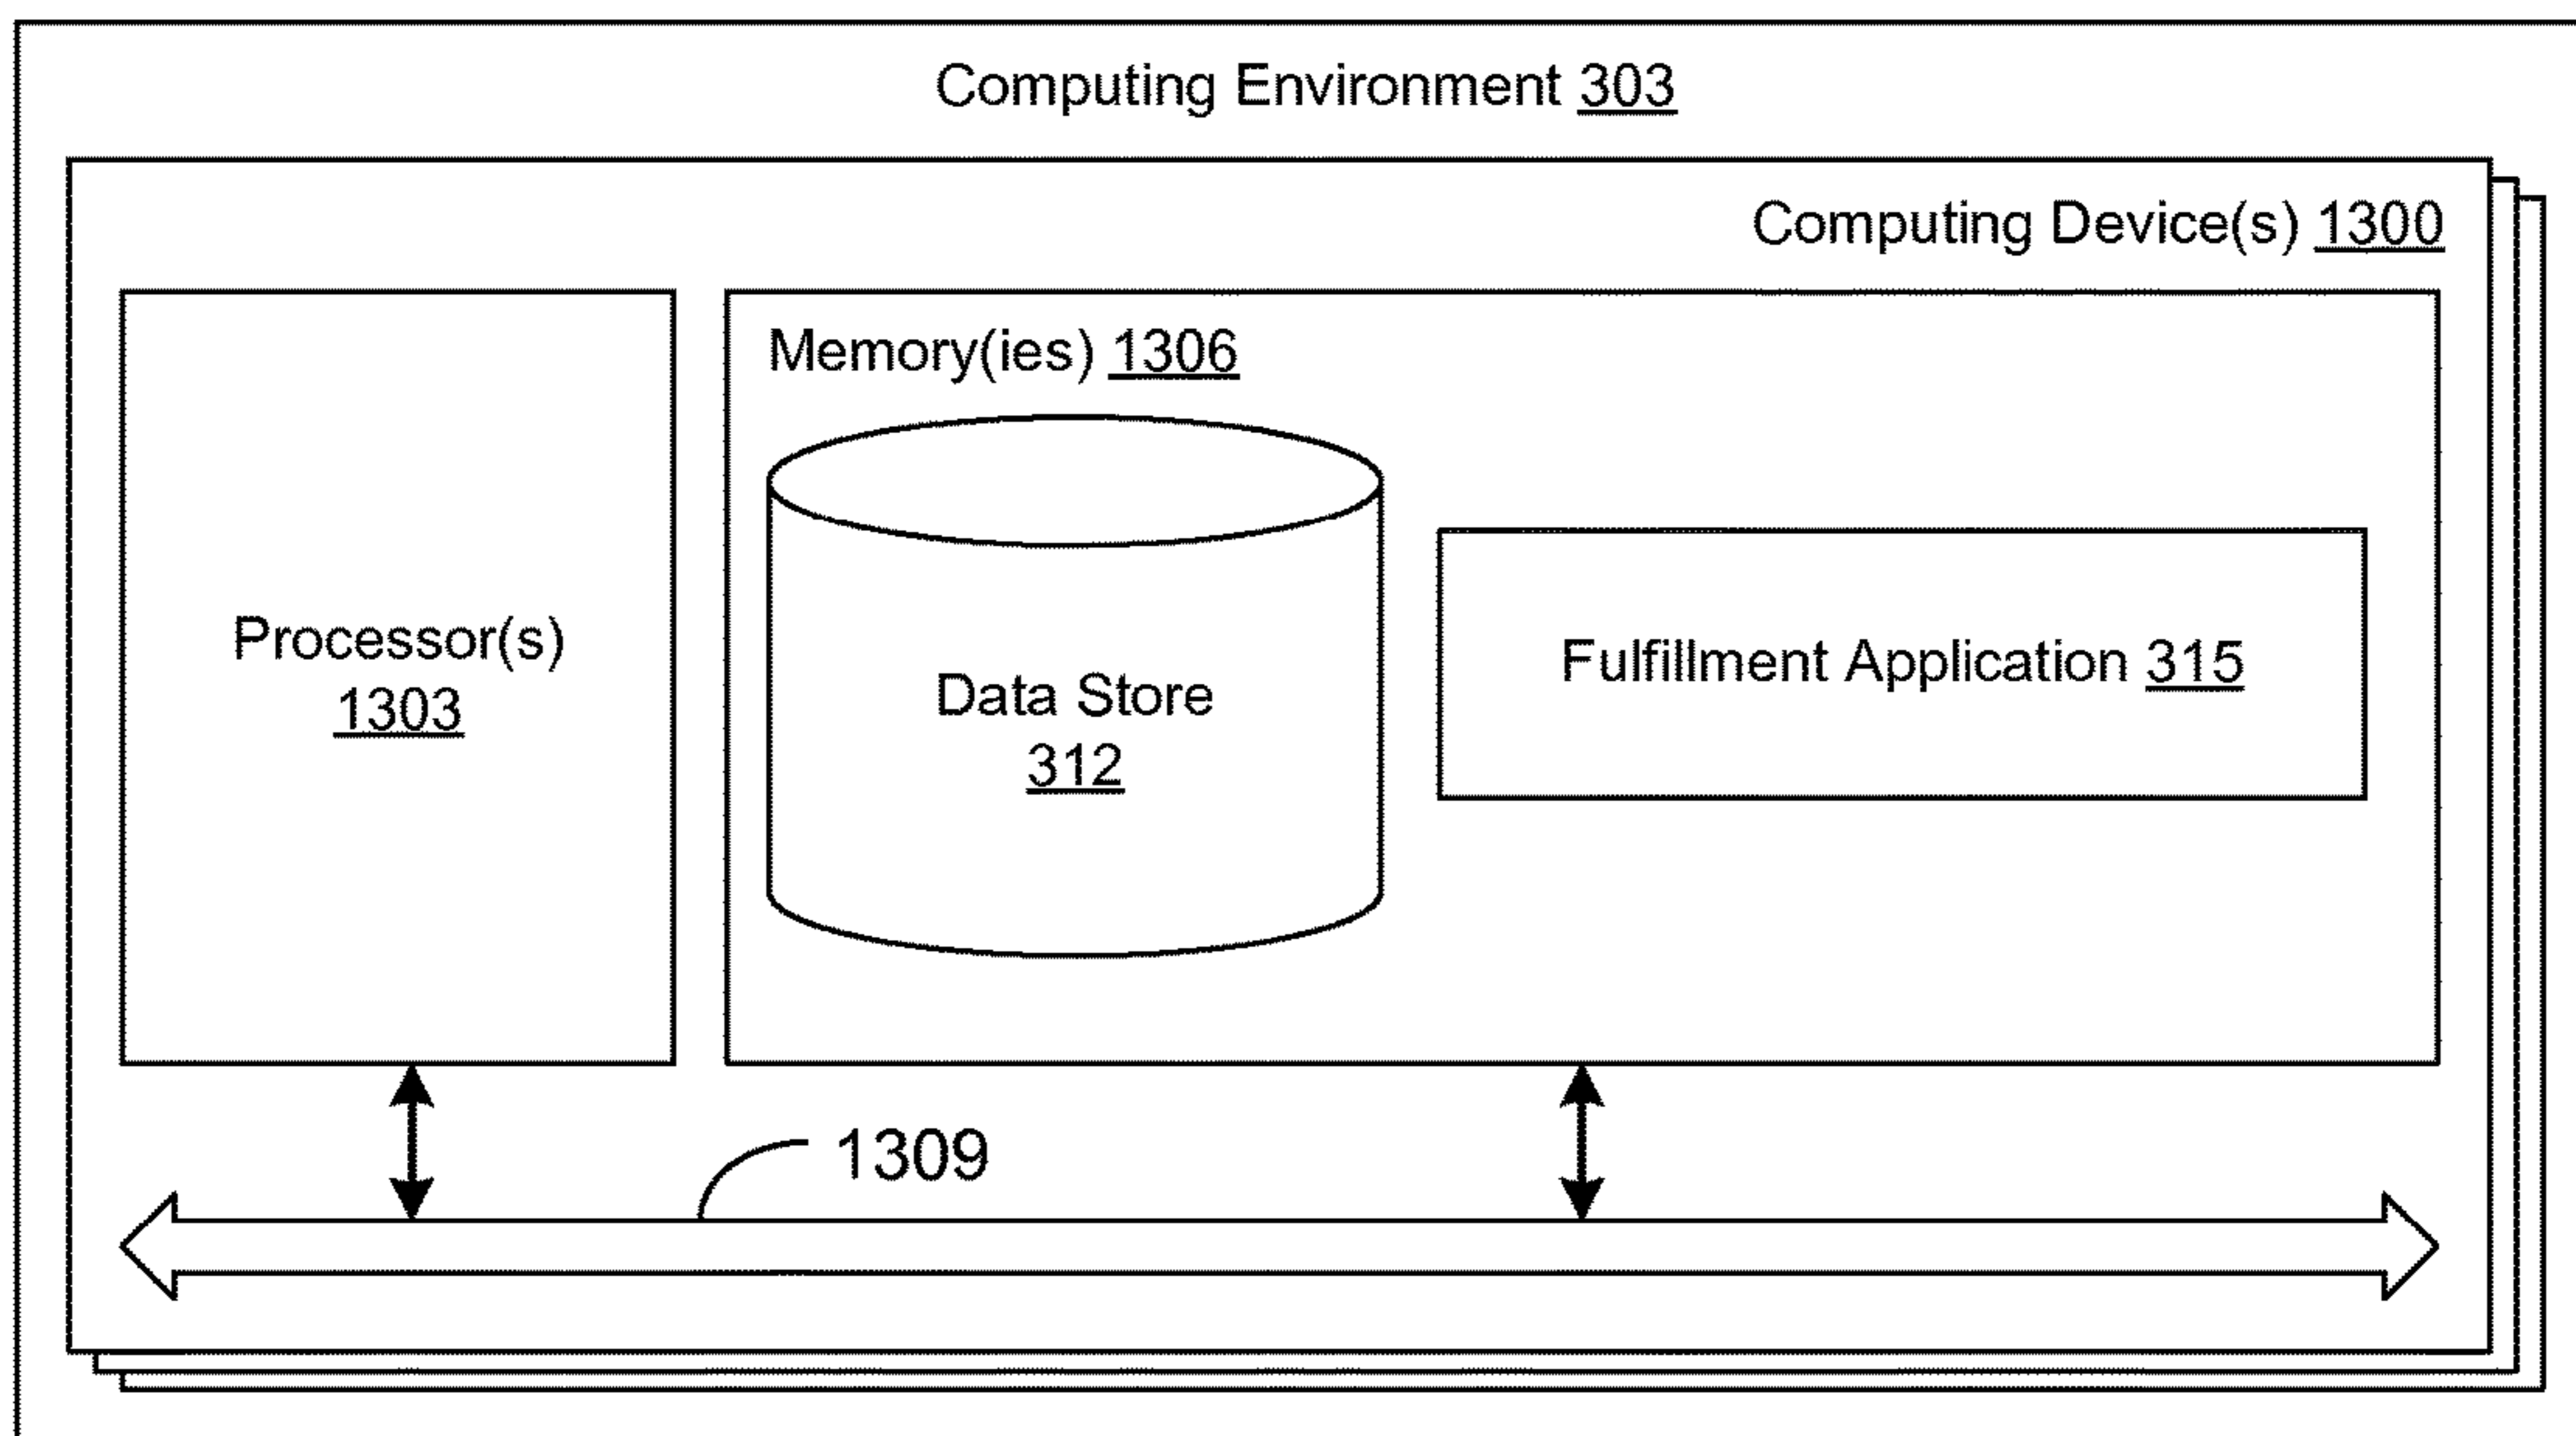 Computing Environment 303
Computing Device(s) 1300
Memory(ies) 1306
Processor(s)
1303
Data Store
312
Fulfillment Application 315
1309